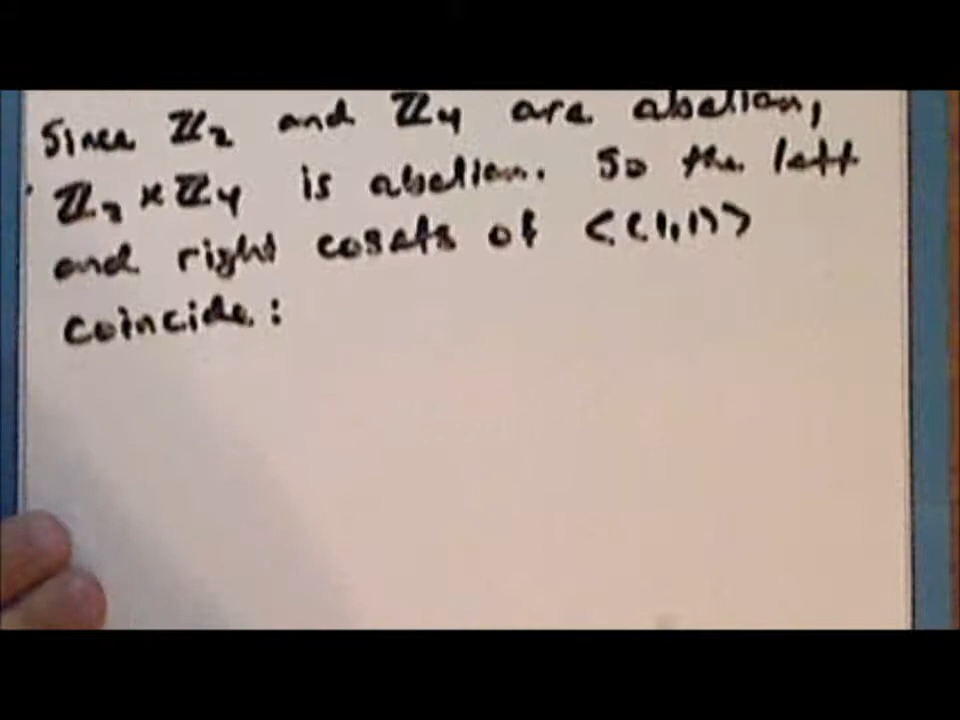 Since ℤ₂ and ℤ₄ are abelian,
ℤ₂ × ℤ₄ is abelian. So the left
and right cosets of <(1,1)>
coincide: